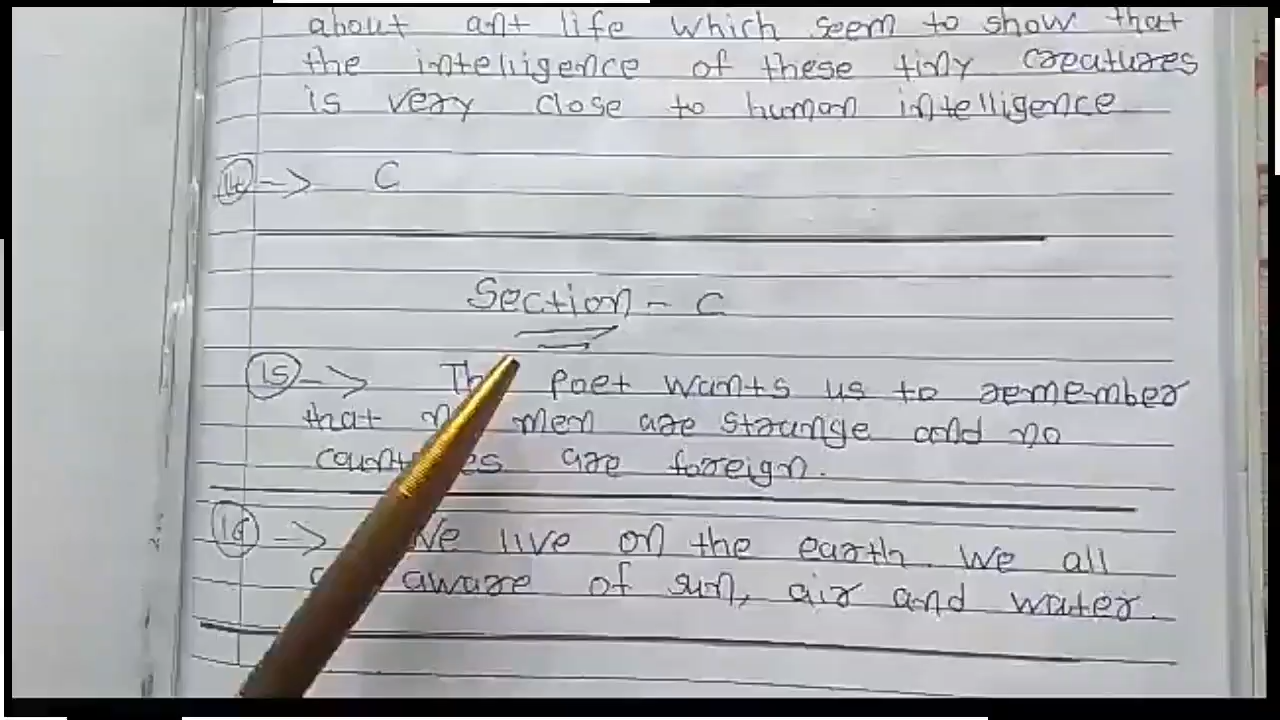 about ant life which seem to show that
the intelligence of these tiny creatures
is very close to human intelligence
14 -> C
Section - C
15 -> The Poet wants us to remember
that men are strange and no
countries are foreign.
16 -> We live on the earth. We all
aware of sun, air and water.